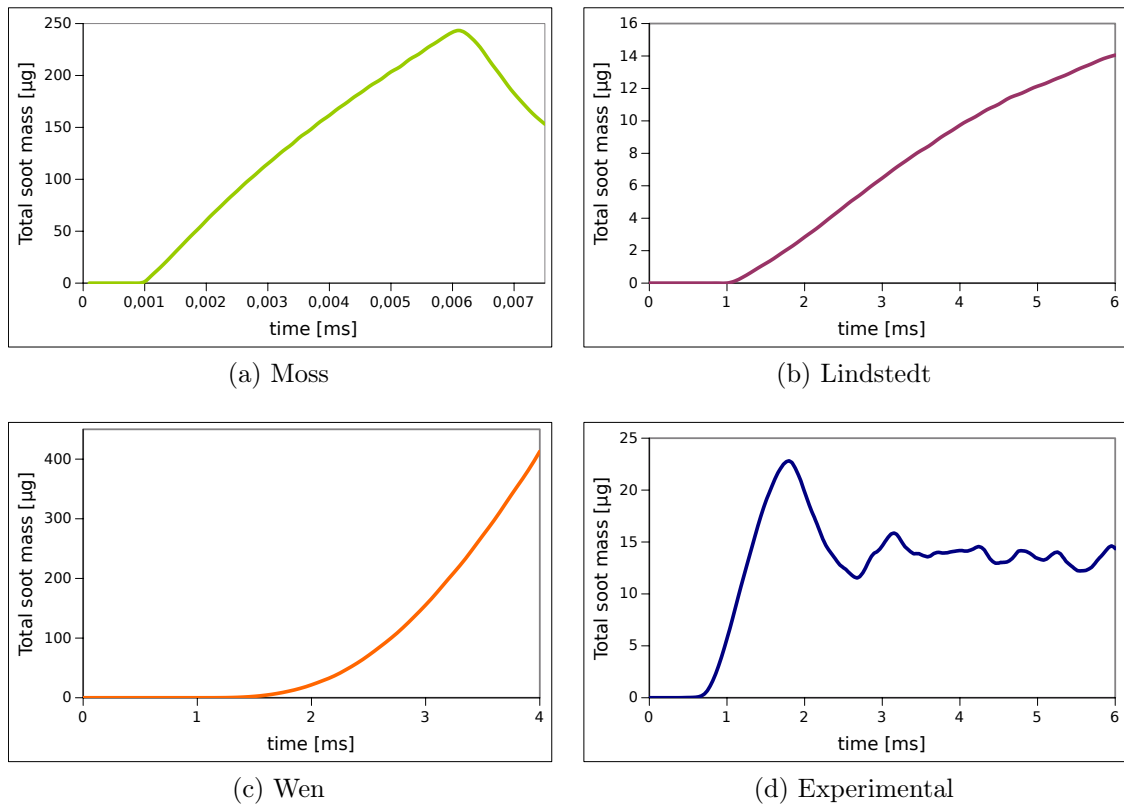 250
200
150
100
50
0
Total soot mass [µg]
0 0,001 0,002 0,003 0,004 0,005 0,006 0,007
time [ms]
(a) Moss
16
14
12
10
8
6
4
2
0
Total soot mass [µg]
0 1 2 3 4 5 6
time [ms]
(b) Lindstedt
400
300
200
100
0
Total soot mass [µg]
0 1 2 3 4
time [ms]
(c) Wen
25
20
15
10
5
0
Total soot mass [µg]
0 1 2 3 4 5 6
time [ms]
(d) Experimental